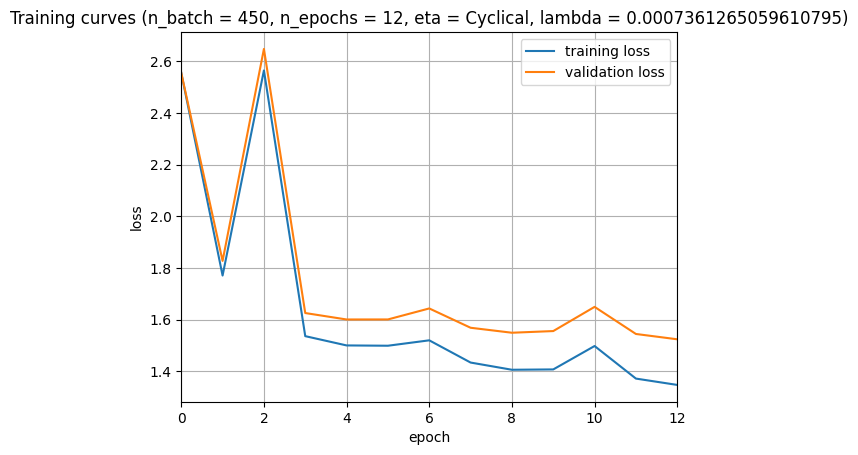 Training curves (n_batch = 450, n_epochs = 12, eta = Cyclical, lambda = 0.0007361265059610795)
training loss
validation loss
2.6
2.4
2.2
2.0
1.8
1.6
1.4
loss
0 2 4 6 8 10 12
epoch